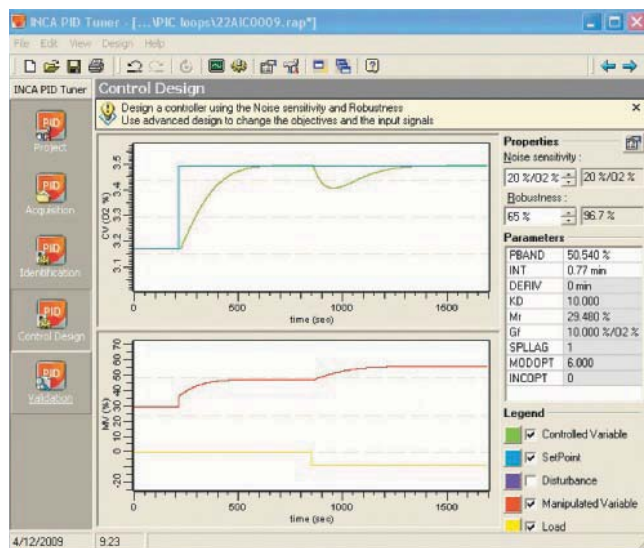 INCA PID Tuner - [...\PIC loops\22AIC0009.rap*]
File Edit View Design Help
INCA PID Tuner
Control Design
Design a controller using the Noise sensitivity and Robustness
Use advanced design to change the objectives and the input signals
PID
Project
PID
Acquisition
PID
Identification
PID
Control Design
PID
Validation
CV (O2 %)
3.5
3.4
3.3
3.2
3.1
0 500 1000 1500
time (sec)
MV (%)
70
60
50
40
30
20
10
0
-20
0 500 1000 1500
time (sec)
Properties
Noise sensitivity :
20 %/O2 % 20 %/O2 %
Robustness :
65 % 96.7 %
Parameters
PBAND 50.540 %
INT 0.77 min
DERIV 0 min
KD 10.000
Mr 29.480 %
Gf 10.000 %/O2 %
SPLLAG 1
MODOPT 6.000
INCOPT 0
Legend
Controlled Variable
SetPoint
Disturbance
Manipulated Variable
Load
4/12/2009 9:23